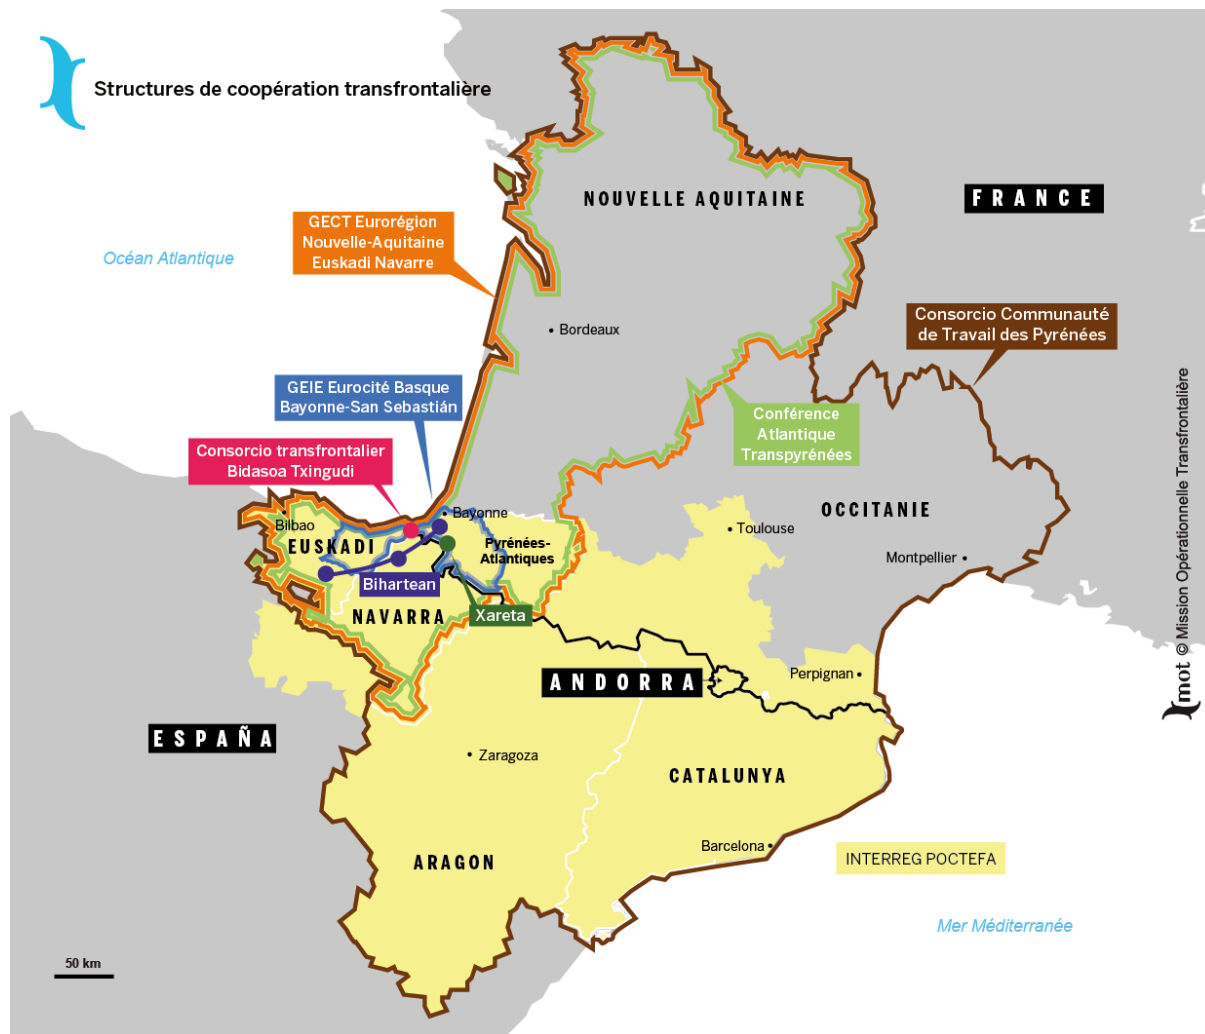 Structures de coopération transfrontalière
NOUVELLE AQUITAINE
FRANCE
GECT Eurorégion
Nouvelle-Aquitaine
Euskadi Navarre
Océan Atlantique
Bordeaux
Consorcio Communauté
de Travail des Pyrénées
GEIE Eurocité Basque
Bayonne-San Sebastián
Conférence
Atlantique
Transpyrénées
Consorcio transfrontalier
Bidasoa Txingudi
Bilbao
Bayonne
EUSKADI
Pyrénées-
Atlantiques
Toulouse
OCCITANIE
Montpellier
Bihartean
NAVARRA
Xareta
ANDORRA
Perpignan
ESPAÑA
Zaragoza
CATALUNYA
Barcelona
ARAGON
INTERREG POCTEFA
Mer Méditerranée
50 km
mot © Mission Opérationnelle Transfrontalière